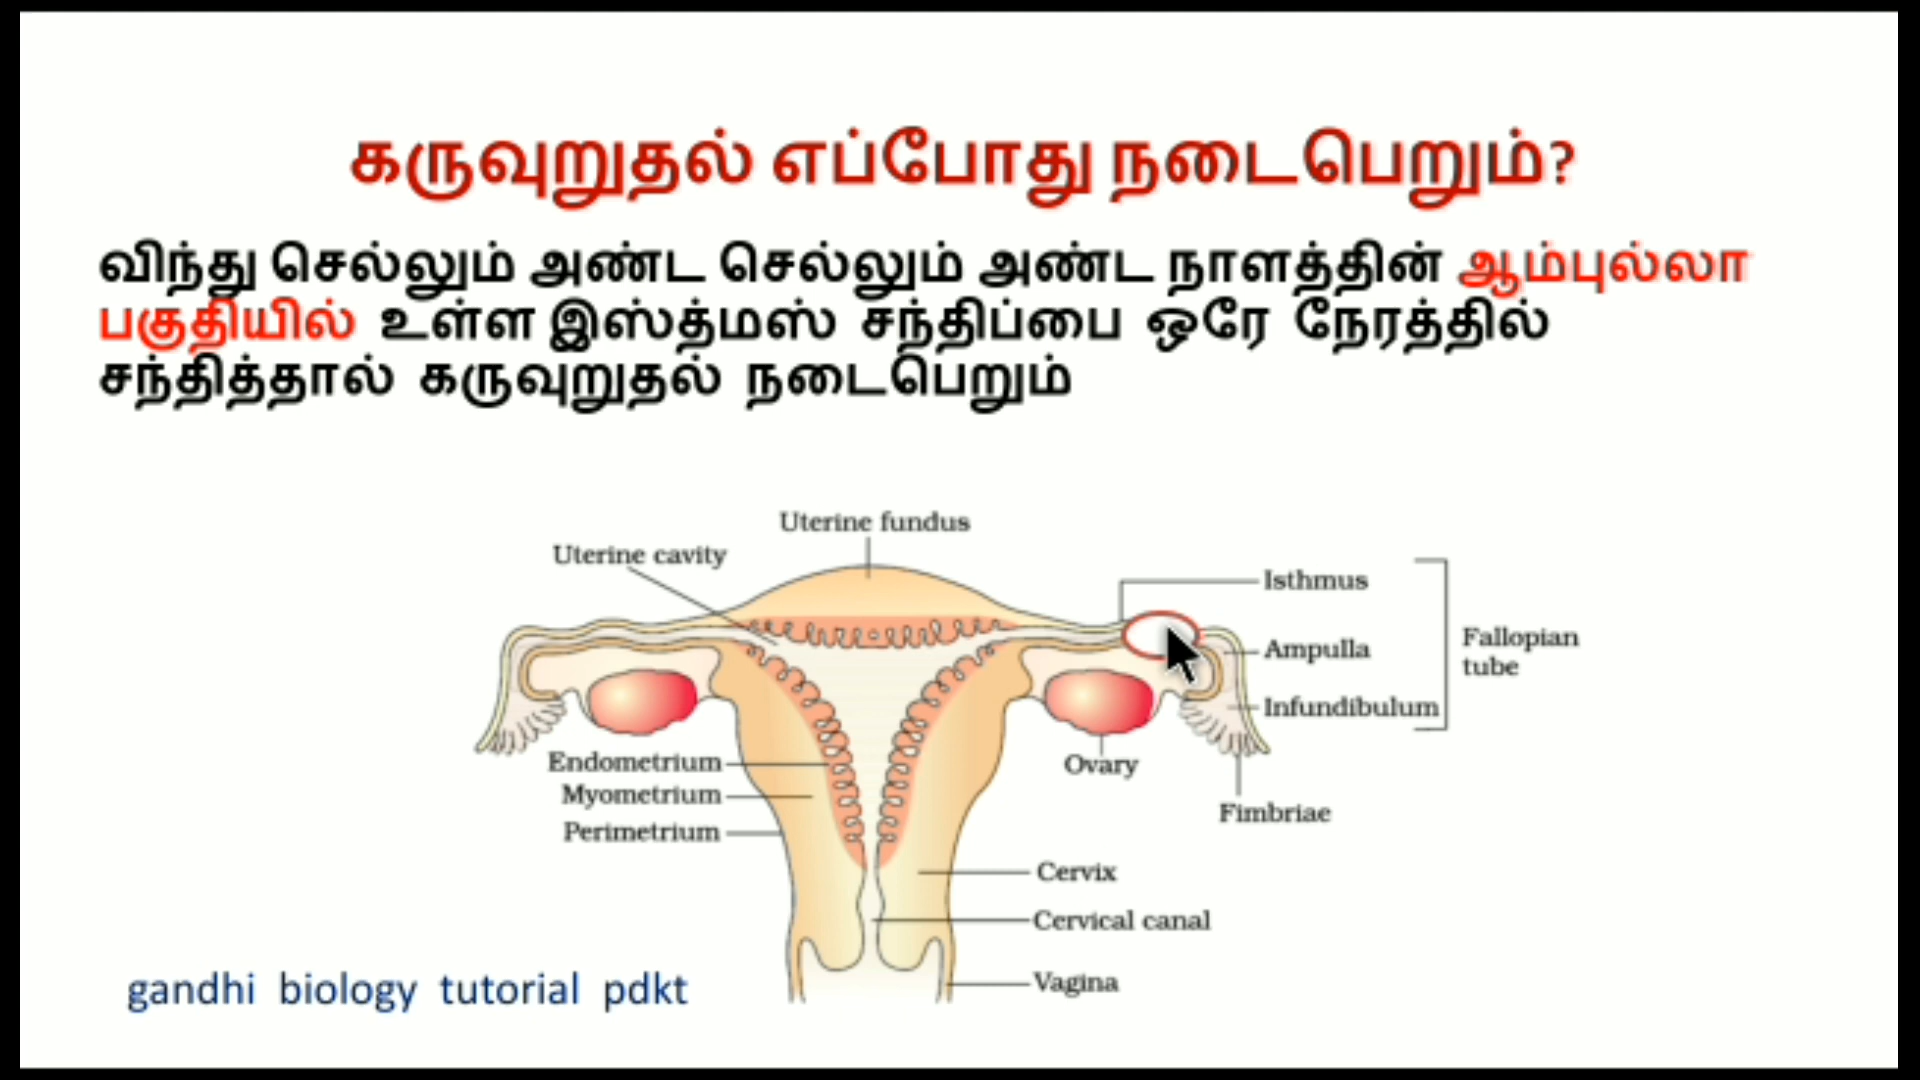 கருவுறுதல் எப்போது நடைபெறும்?
விந்து செல்லும் அண்ட செல்லும் அண்ட நாளத்தின் ஆம்புல்லா
பகுதியில் உள்ள இஸ்த்மஸ் சந்திப்பை ஒரே நேரத்தில்
சந்தித்தால் கருவுறுதல் நடைபெறும்
Uterine fundus
Uterine cavity
Isthmus
Ampulla
Fallopian
tube
Infundibulum
Endometrium
Ovary
Myometrium
Fimbriae
Perimetrium
Cervix
Cervical canal
Vagina
gandhi biology tutorial pdkt